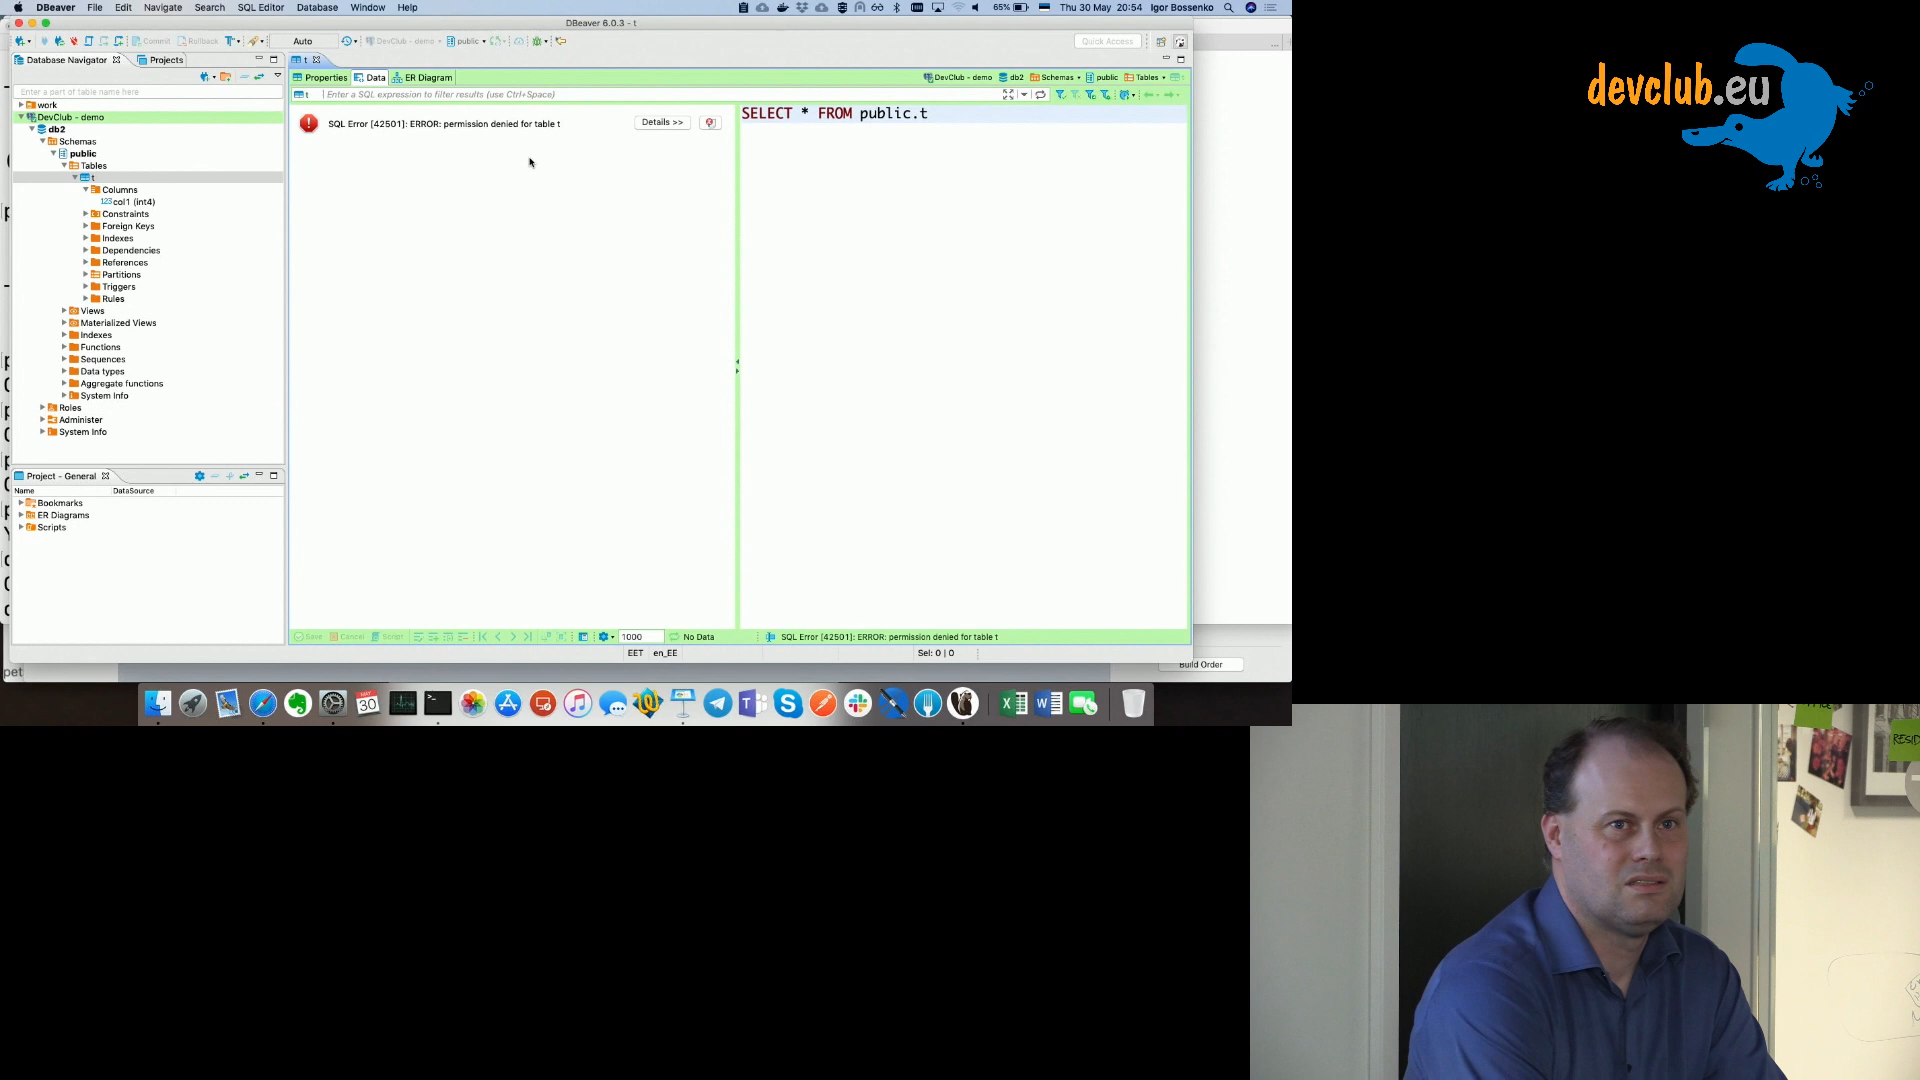 DBeaver File Edit Navigate Search SQL Editor Database Window Help
65% Thu 30 May 20:54 Igor Bossenko
DBeaver 6.0.3 - t
Commit Rollback Auto DevClub - demo public Quick Access
Database Navigator Projects
t
Properties Data ER Diagram
DevClub - demo db2 Schemas public Tables t
Enter a part of table name here
t Enter a SQL expression to filter results (use Ctrl+Space)
work
DevClub - demo
db2
Schemas
public
Tables
t
Columns
123 col1 (int4)
Constraints
Foreign Keys
Indexes
Dependencies
References
Partitions
Triggers
Rules
Views
Materialized Views
Indexes
Functions
Sequences
Data types
Aggregate functions
System Info
Roles
Administer
System Info
SQL Error [42501]: ERROR: permission denied for table t
Details >>
SELECT * FROM public.t
Project - General
Name DataSource
Bookmarks
ER Diagrams
Scripts
Save Cancel Script 1000 No Data
SQL Error [42501]: ERROR: permission denied for table t
EET en_EE Sel: 0 | 0
pet
Build Order
MAY
30
devclub.eu